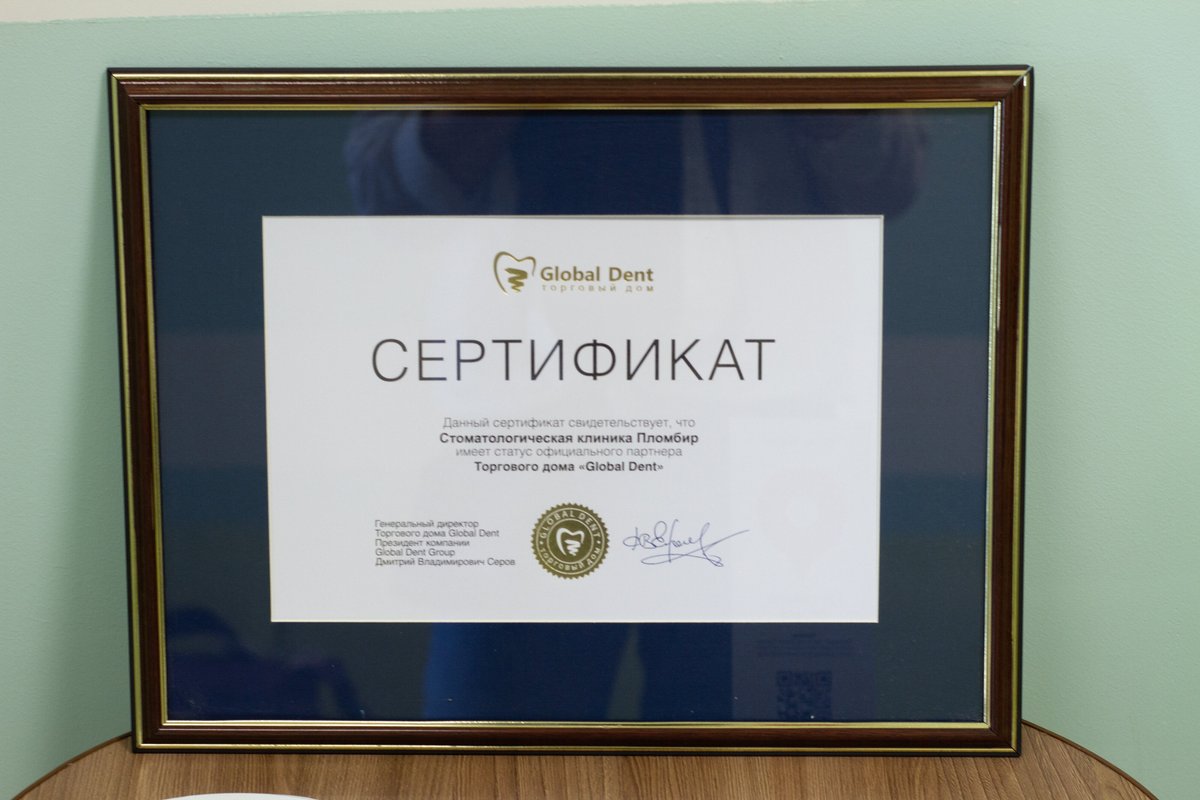 Global Dent
торговый дом
СЕРТИФИКАТ
Данный сертификат свидетельствует, что
Стоматологическая клиника Пломбир
имеет статус официального партнера
Торгового дома «Global Dent»
Генеральный директор
Торгового дома Global Dent
Президент компании
Global Dent Group
Дмитрий Владимирович Серов
GLOBAL DENT
торговый дом